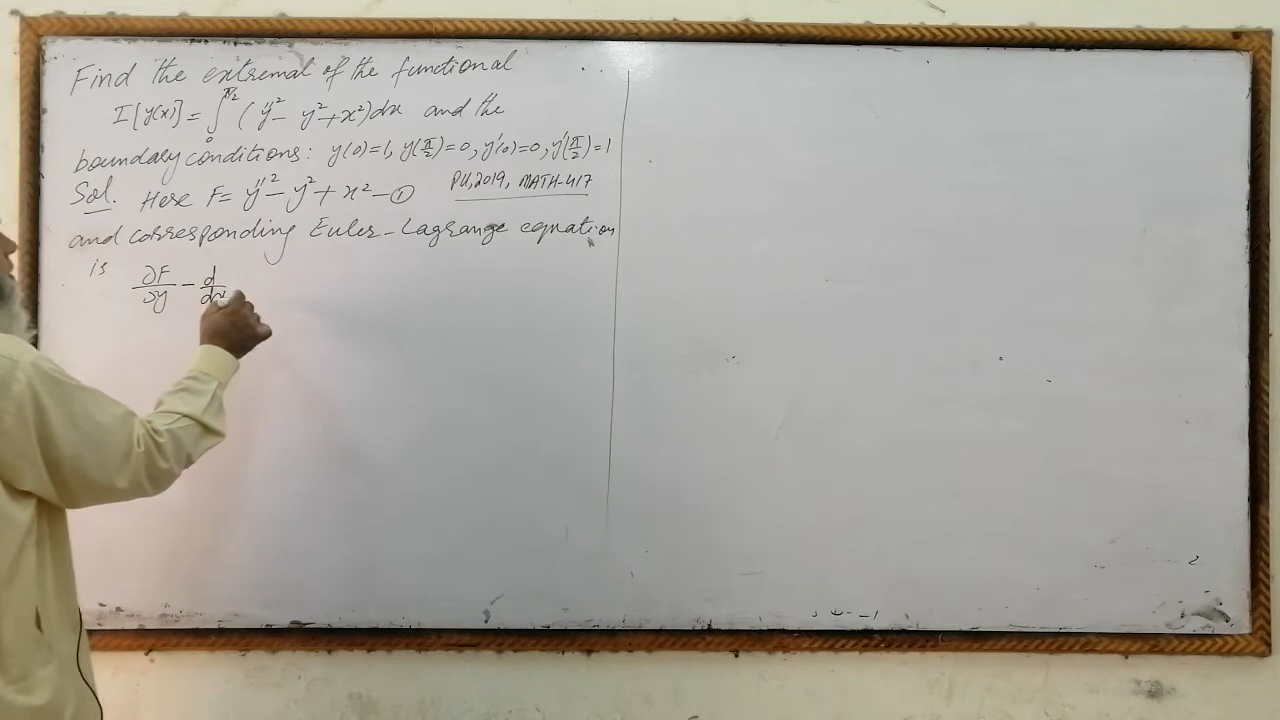 Find the extremal of the functional
I[y(x)] = ∫₀^{π/2} (y''² - y² + x²)dx and the
boundary conditions: y(0)=1, y(π/2)=0, y'(0)=0, y'(π/2)=1
Sol. Here F = y''² - y² + x² — ① PU, 2019, MATH-417
and corresponding Euler-Lagrange equation
is ∂F/∂y - d/dx